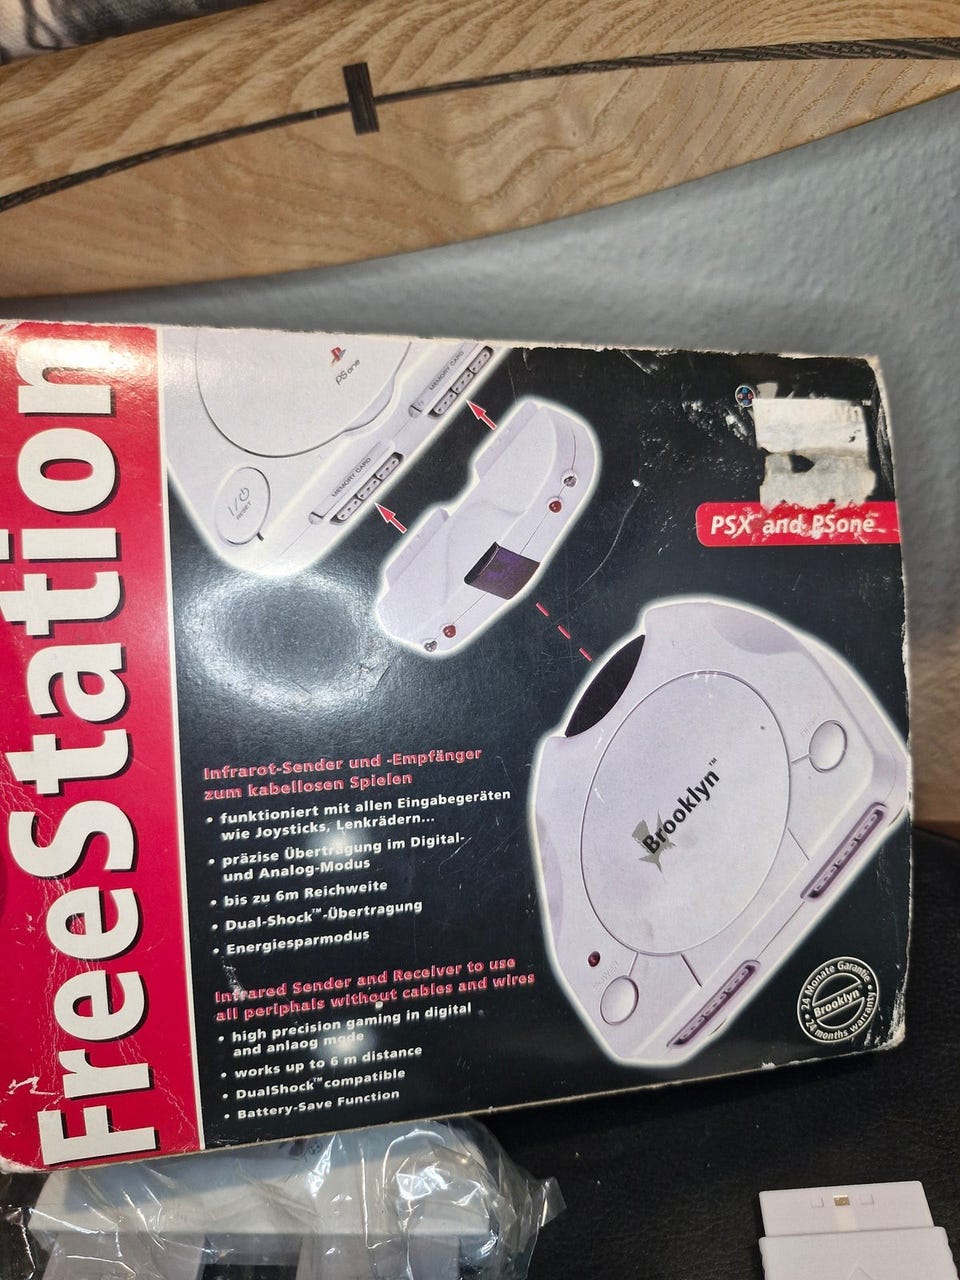 FreeStation
PS one
MEMORY CARD
MEMORY CARD
RESET
PSX™ and PSone™
Brooklyn™
Infrarot-Sender und -Empfänger
zum kabellosen Spielen
• funktioniert mit allen Eingabegeräten
wie Joysticks, Lenkrädern...
• präzise Übertragung im Digital-
und Analog-Modus
• bis zu 6m Reichweite
• Dual-Shock™-Übertragung
• Energiesparmodus
Infrared Sender and Receiver to use
all periphals without cables and wires
• high precision gaming in digital
and anlaog mode
• works up to 6 m distance
• DualShock™ compatible
• Battery-Save Function
• 24 Monate Garantie •
Brooklyn
24 months warranty